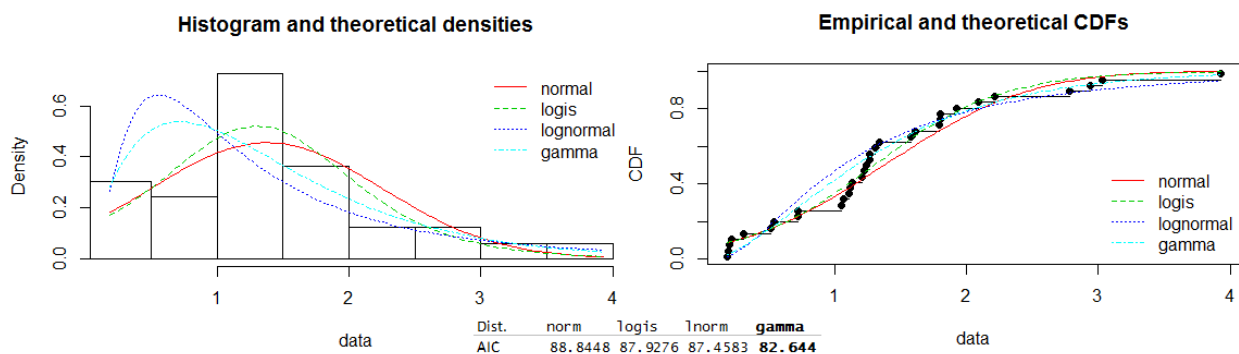 Histogram and theoretical densities
Density
0.0 0.2 0.4 0.6
normal
logis
lognormal
gamma
1 2 3 4
data
Empirical and theoretical CDFs
CDF
0.0 0.4 0.8
normal
logis
lognormal
gamma
1 2 3 4
data
Dist. norm logis lnorm gamma
AIC 88.8448 87.9276 87.4583 82.644